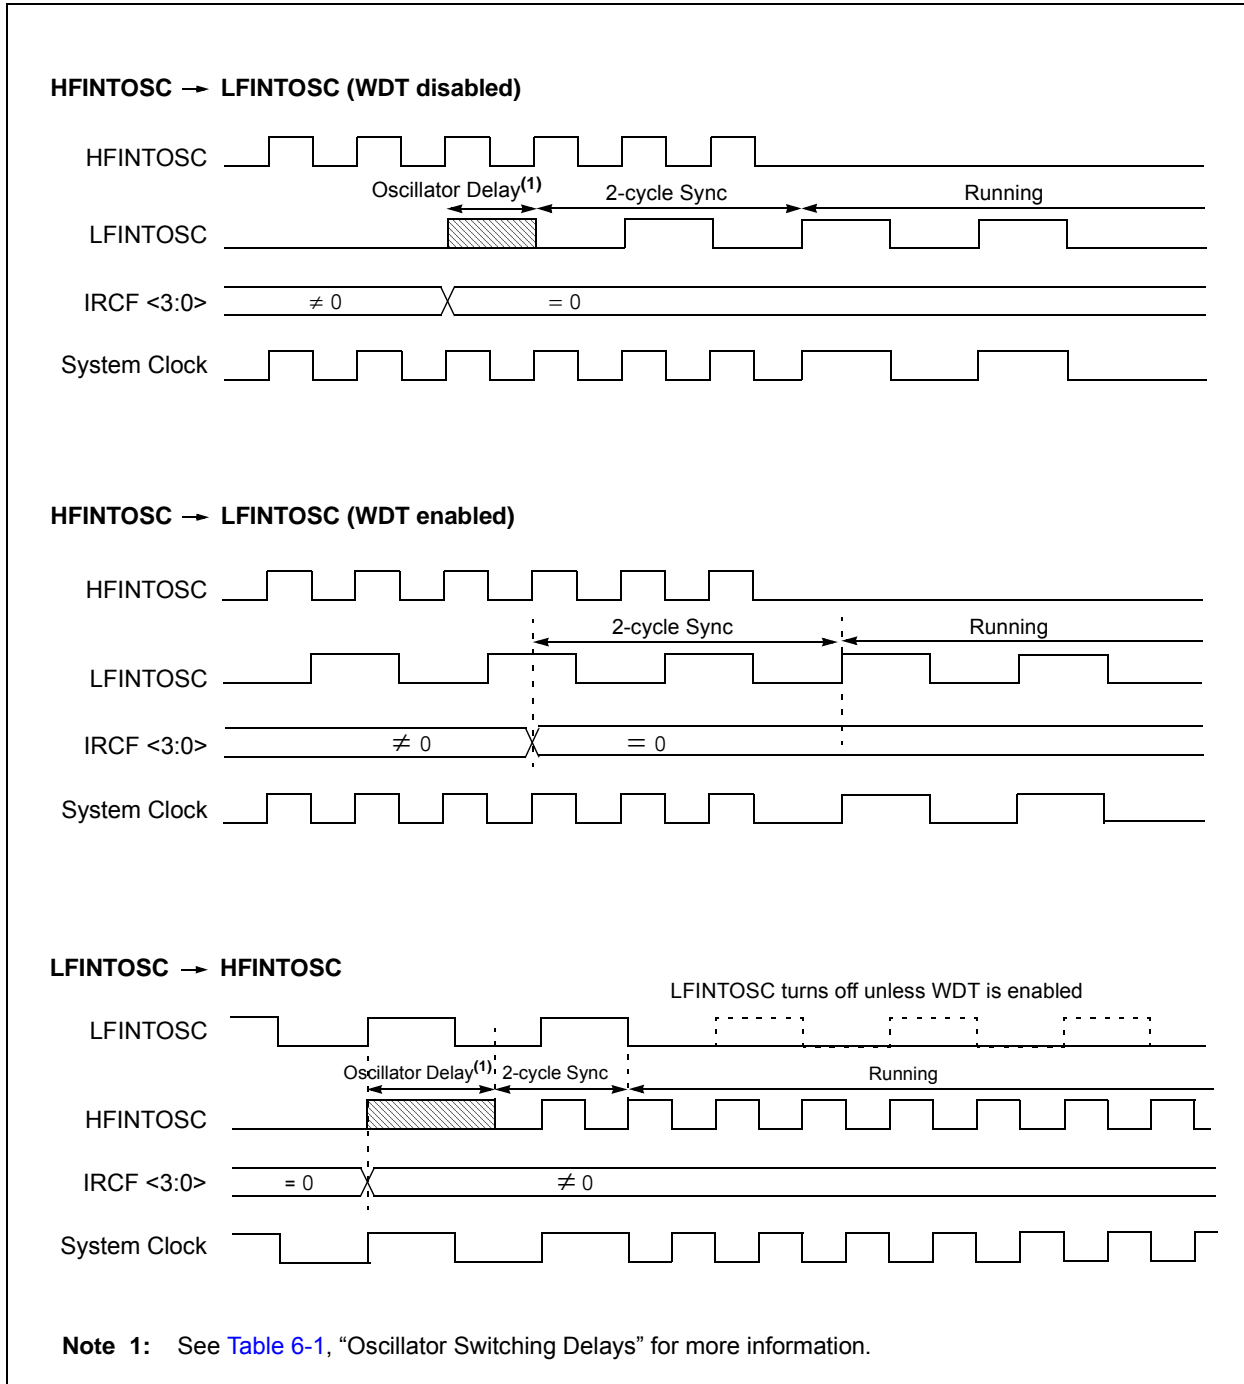 HFINTOSC → LFINTOSC (WDT disabled)
HFINTOSC
Oscillator Delay(1) 2-cycle Sync Running
LFINTOSC
IRCF <3:0> ≠ 0 = 0
System Clock
HFINTOSC → LFINTOSC (WDT enabled)
HFINTOSC
2-cycle Sync Running
LFINTOSC
IRCF <3:0> ≠ 0 = 0
System Clock
LFINTOSC → HFINTOSC
LFINTOSC turns off unless WDT is enabled
LFINTOSC
Oscillator Delay(1) 2-cycle Sync Running
HFINTOSC
IRCF <3:0> = 0 ≠ 0
System Clock
Note 1: See Table 6-1, “Oscillator Switching Delays” for more information.